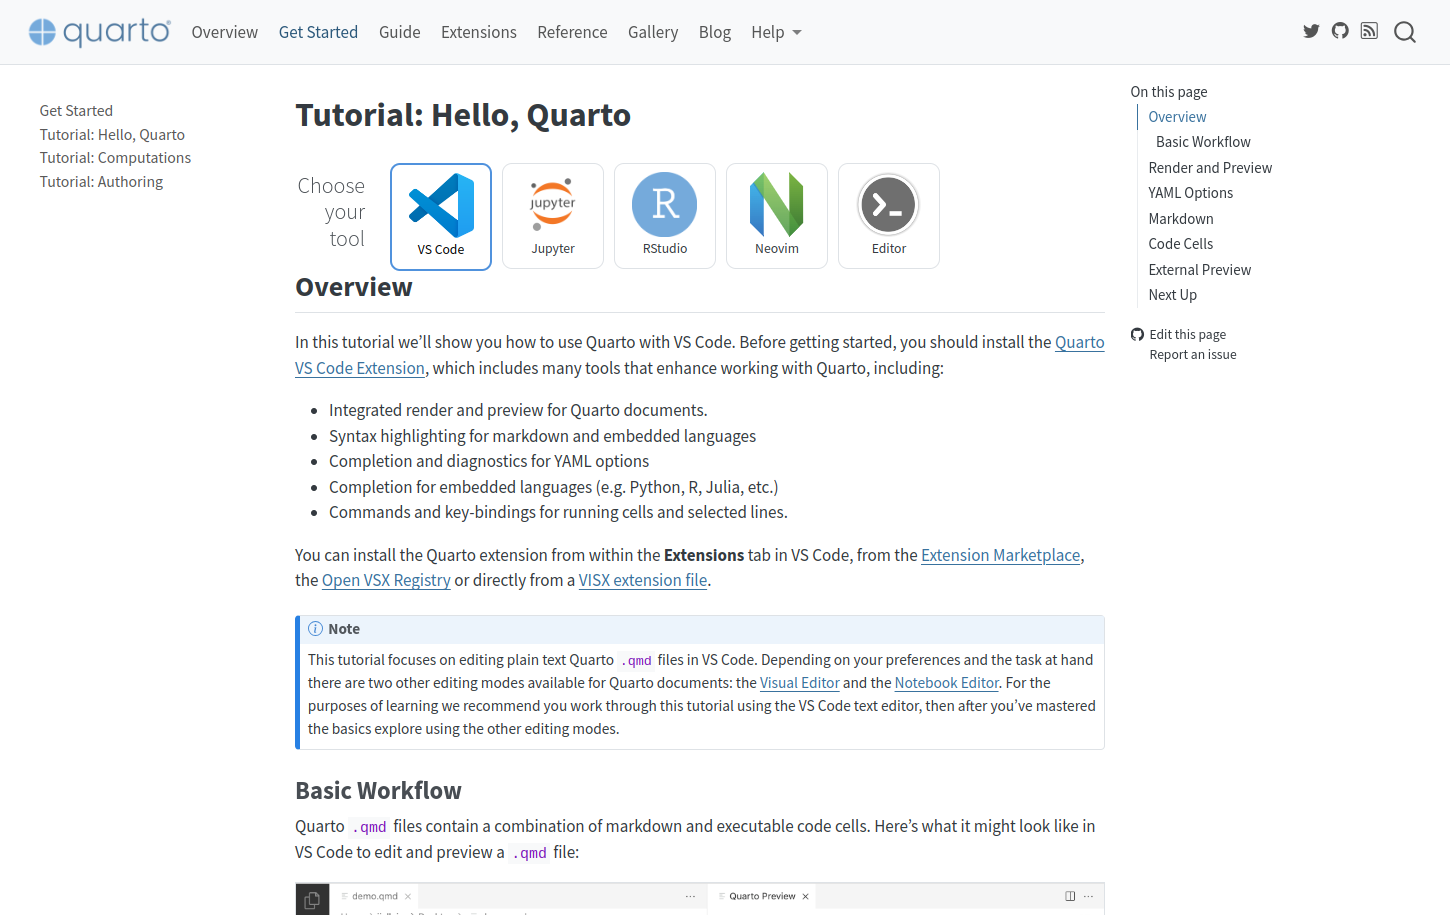 quarto Overview Get Started Guide Extensions Reference Gallery Blog Help
Get Started
Tutorial: Hello, Quarto
Tutorial: Computations
Tutorial: Authoring
Tutorial: Hello, Quarto
Choose
your
tool
VS Code
jupyter
Jupyter
R
RStudio
Neovim
Editor
Overview
In this tutorial we’ll show you how to use Quarto with VS Code. Before getting started, you should install the Quarto
VS Code Extension, which includes many tools that enhance working with Quarto, including:
• Integrated render and preview for Quarto documents.
• Syntax highlighting for markdown and embedded languages
• Completion and diagnostics for YAML options
• Completion for embedded languages (e.g. Python, R, Julia, etc.)
• Commands and key-bindings for running cells and selected lines.
You can install the Quarto extension from within the Extensions tab in VS Code, from the Extension Marketplace,
the Open VSX Registry or directly from a VISX extension file.
Note
This tutorial focuses on editing plain text Quarto .qmd files in VS Code. Depending on your preferences and the task at hand
there are two other editing modes available for Quarto documents: the Visual Editor and the Notebook Editor. For the
purposes of learning we recommend you work through this tutorial using the VS Code text editor, then after you’ve mastered
the basics explore using the other editing modes.
Basic Workflow
Quarto .qmd files contain a combination of markdown and executable code cells. Here’s what it might look like in
VS Code to edit and preview a .qmd file:
demo.qmd
Quarto Preview
On this page
Overview
Basic Workflow
Render and Preview
YAML Options
Markdown
Code Cells
External Preview
Next Up
Edit this page
Report an issue